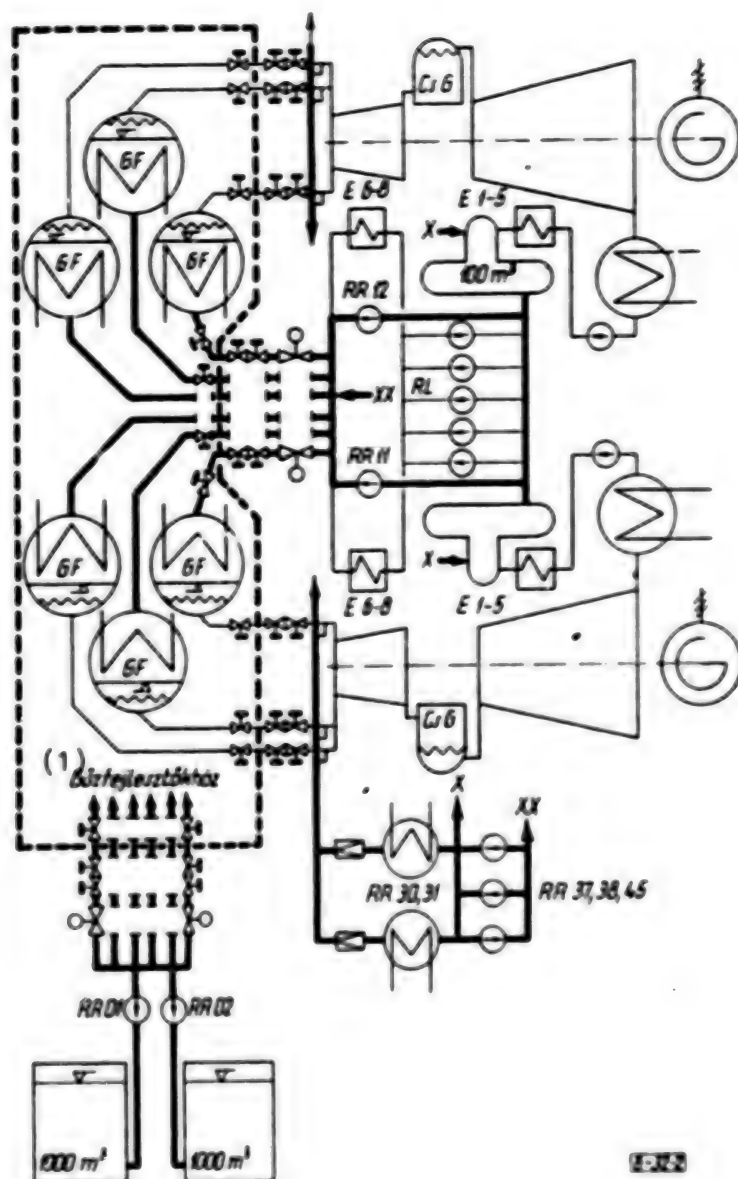 Cs G
GF
E 6-8
E 1-5
GF
GF
X
100 m³
RR 12
RL
XX
RR 11
GF
GF
X
E 6-8
E 1-5
GF
Cs G
(1)
Gőzfejlesztőkhöz
X
XX
RR 30,31
RR 37,38,45
RR 01
RR 02
1000 m³
1000 m³